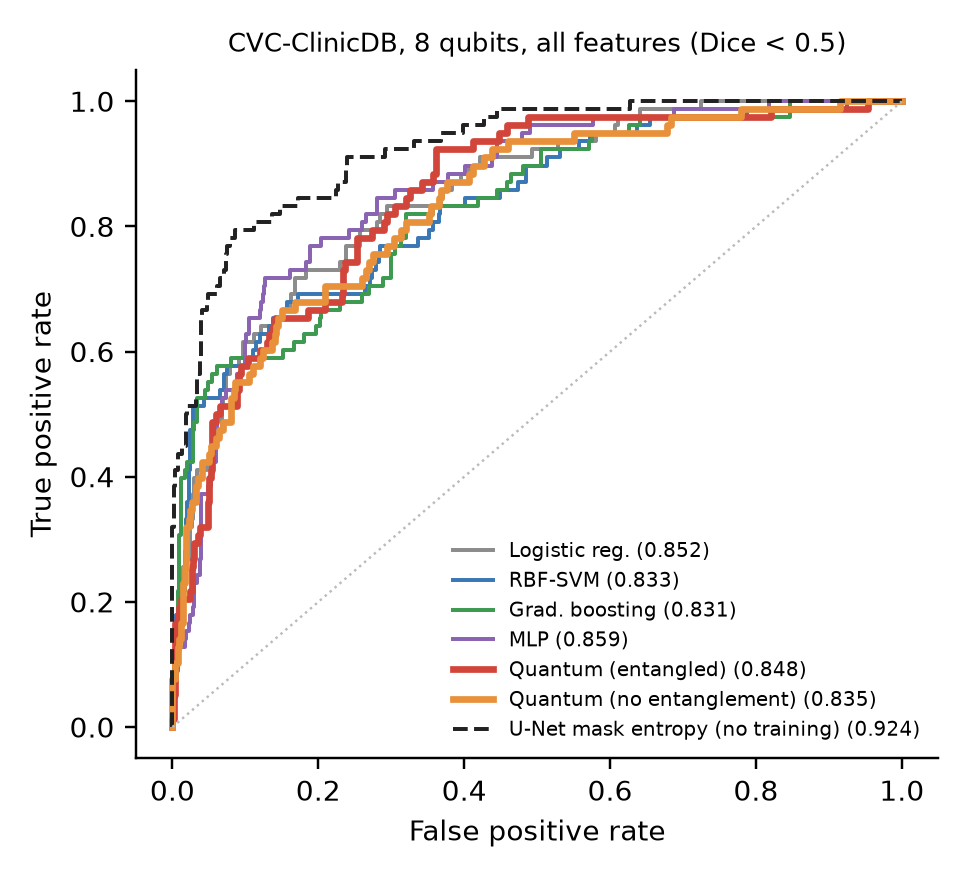 CVC-ClinicDB, 8 qubits, all features (Dice < 0.5)
1.0
0.8
0.6
0.4
0.2
0.0
True positive rate
Logistic reg. (0.852)
RBF-SVM (0.833)
Grad. boosting (0.831)
MLP (0.859)
Quantum (entangled) (0.848)
Quantum (no entanglement) (0.835)
U-Net mask entropy (no training) (0.924)
0.0 0.2 0.4 0.6 0.8 1.0
False positive rate